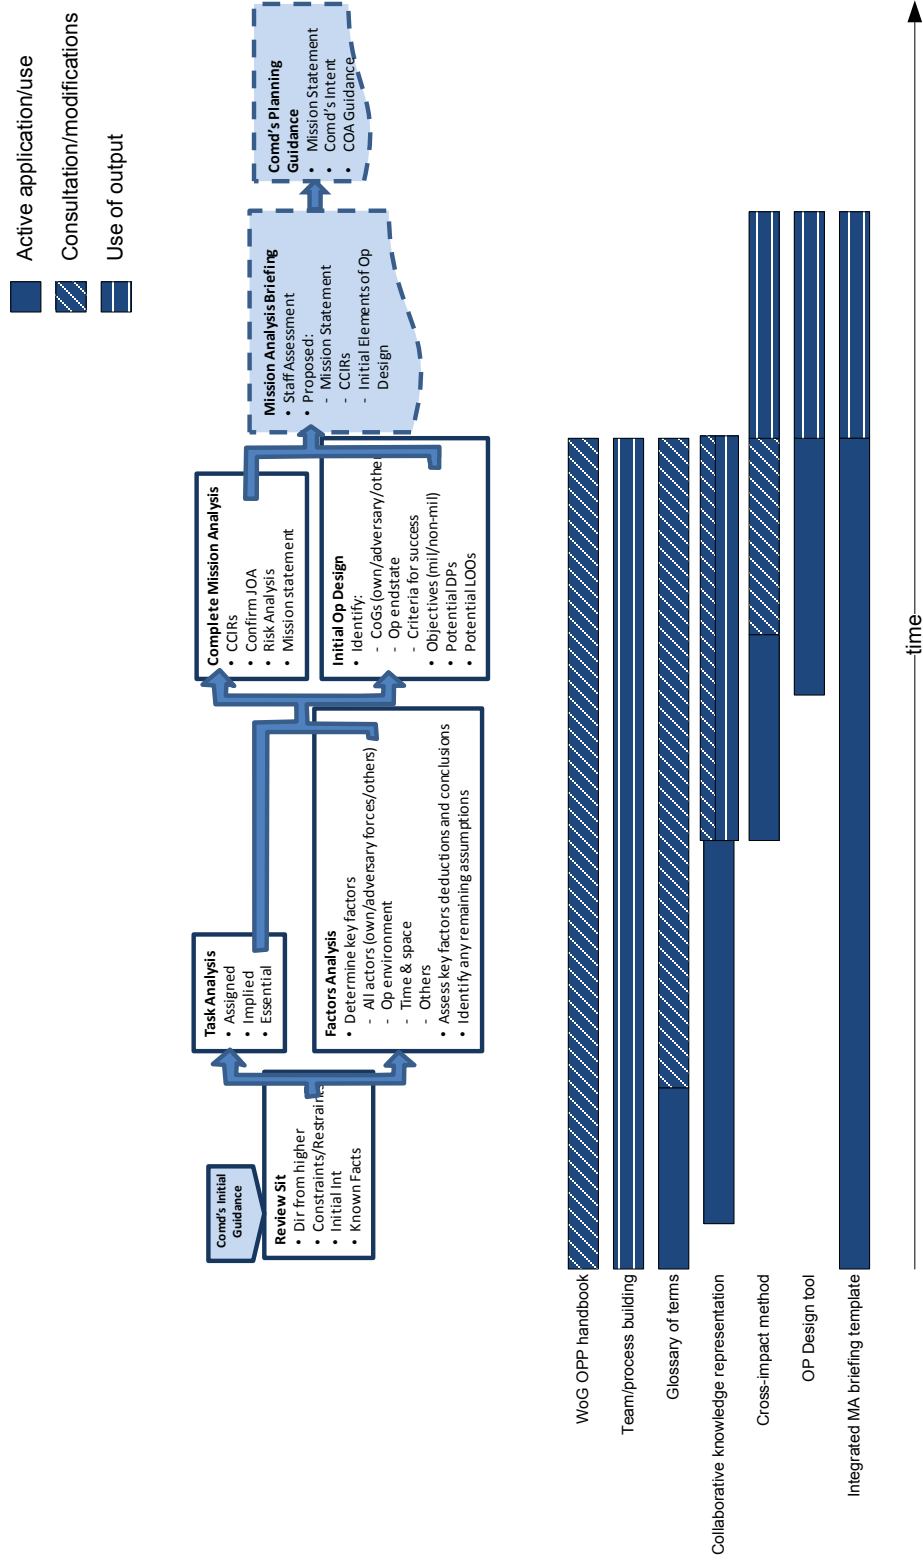 Active application/use
Consultation/modifications
Use of output
Comd's Initial
Guidance
Review Sit
• Dir from higher
• Constraints/Restraints
• Initial Int
• Known Facts
Task Analysis
• Assigned
• Implied
• Essential
Factors Analysis
• Determine key factors
- All actors (own/adversary forces/others)
- Op environment
- Time & space
- Others
• Assess key factors deductions and conclusions
• Identify any remaining assumptions
Complete Mission Analysis
• CCIRs
• Confirm JOA
• Risk Analysis
• Mission statement
Initial Op Design
• Identify:
- CoGs (own/adversary/other
- Op endstate
- Criteria for success
• Objectives (mil/non-mil)
• Potential DPs
• Potential LOOs
Mission Analysis Briefing
• Staff Assessment
• Proposed:
- Mission Statement
- CCIRs
- Initial Elements of Op
Design
Comd's Planning
Guidance
• Mission Statement
• Comd's Intent
• COA Guidance
WoG OPP handbook
Team/process building
Glossary of terms
Collaborative knowledge representation
Cross-impact method
OP Design tool
Integrated MA briefing template
time